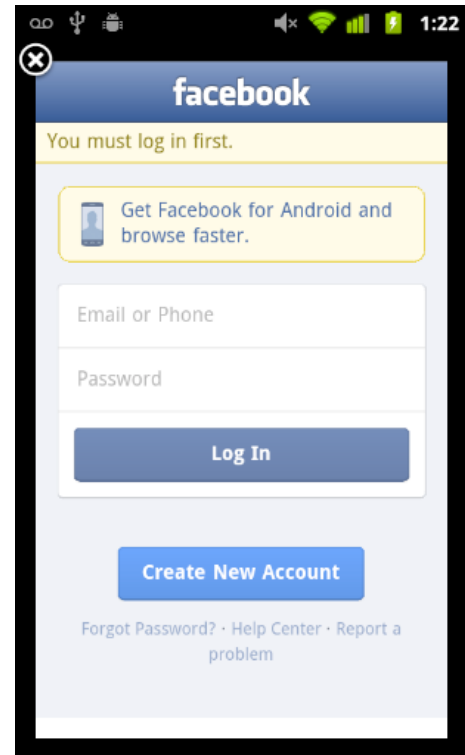 1:22
facebook
You must log in first.
Get Facebook for Android and
browse faster.
Email or Phone
Password
Log In
Create New Account
Forgot Password? · Help Center · Report a
problem